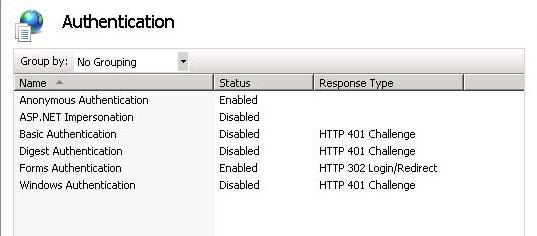 Authentication
Group by: No Grouping
Name Status Response Type
Anonymous Authentication Enabled
ASP.NET Impersonation Disabled
Basic Authentication Disabled HTTP 401 Challenge
Digest Authentication Disabled HTTP 401 Challenge
Forms Authentication Enabled HTTP 302 Login/Redirect
Windows Authentication Disabled HTTP 401 Challenge